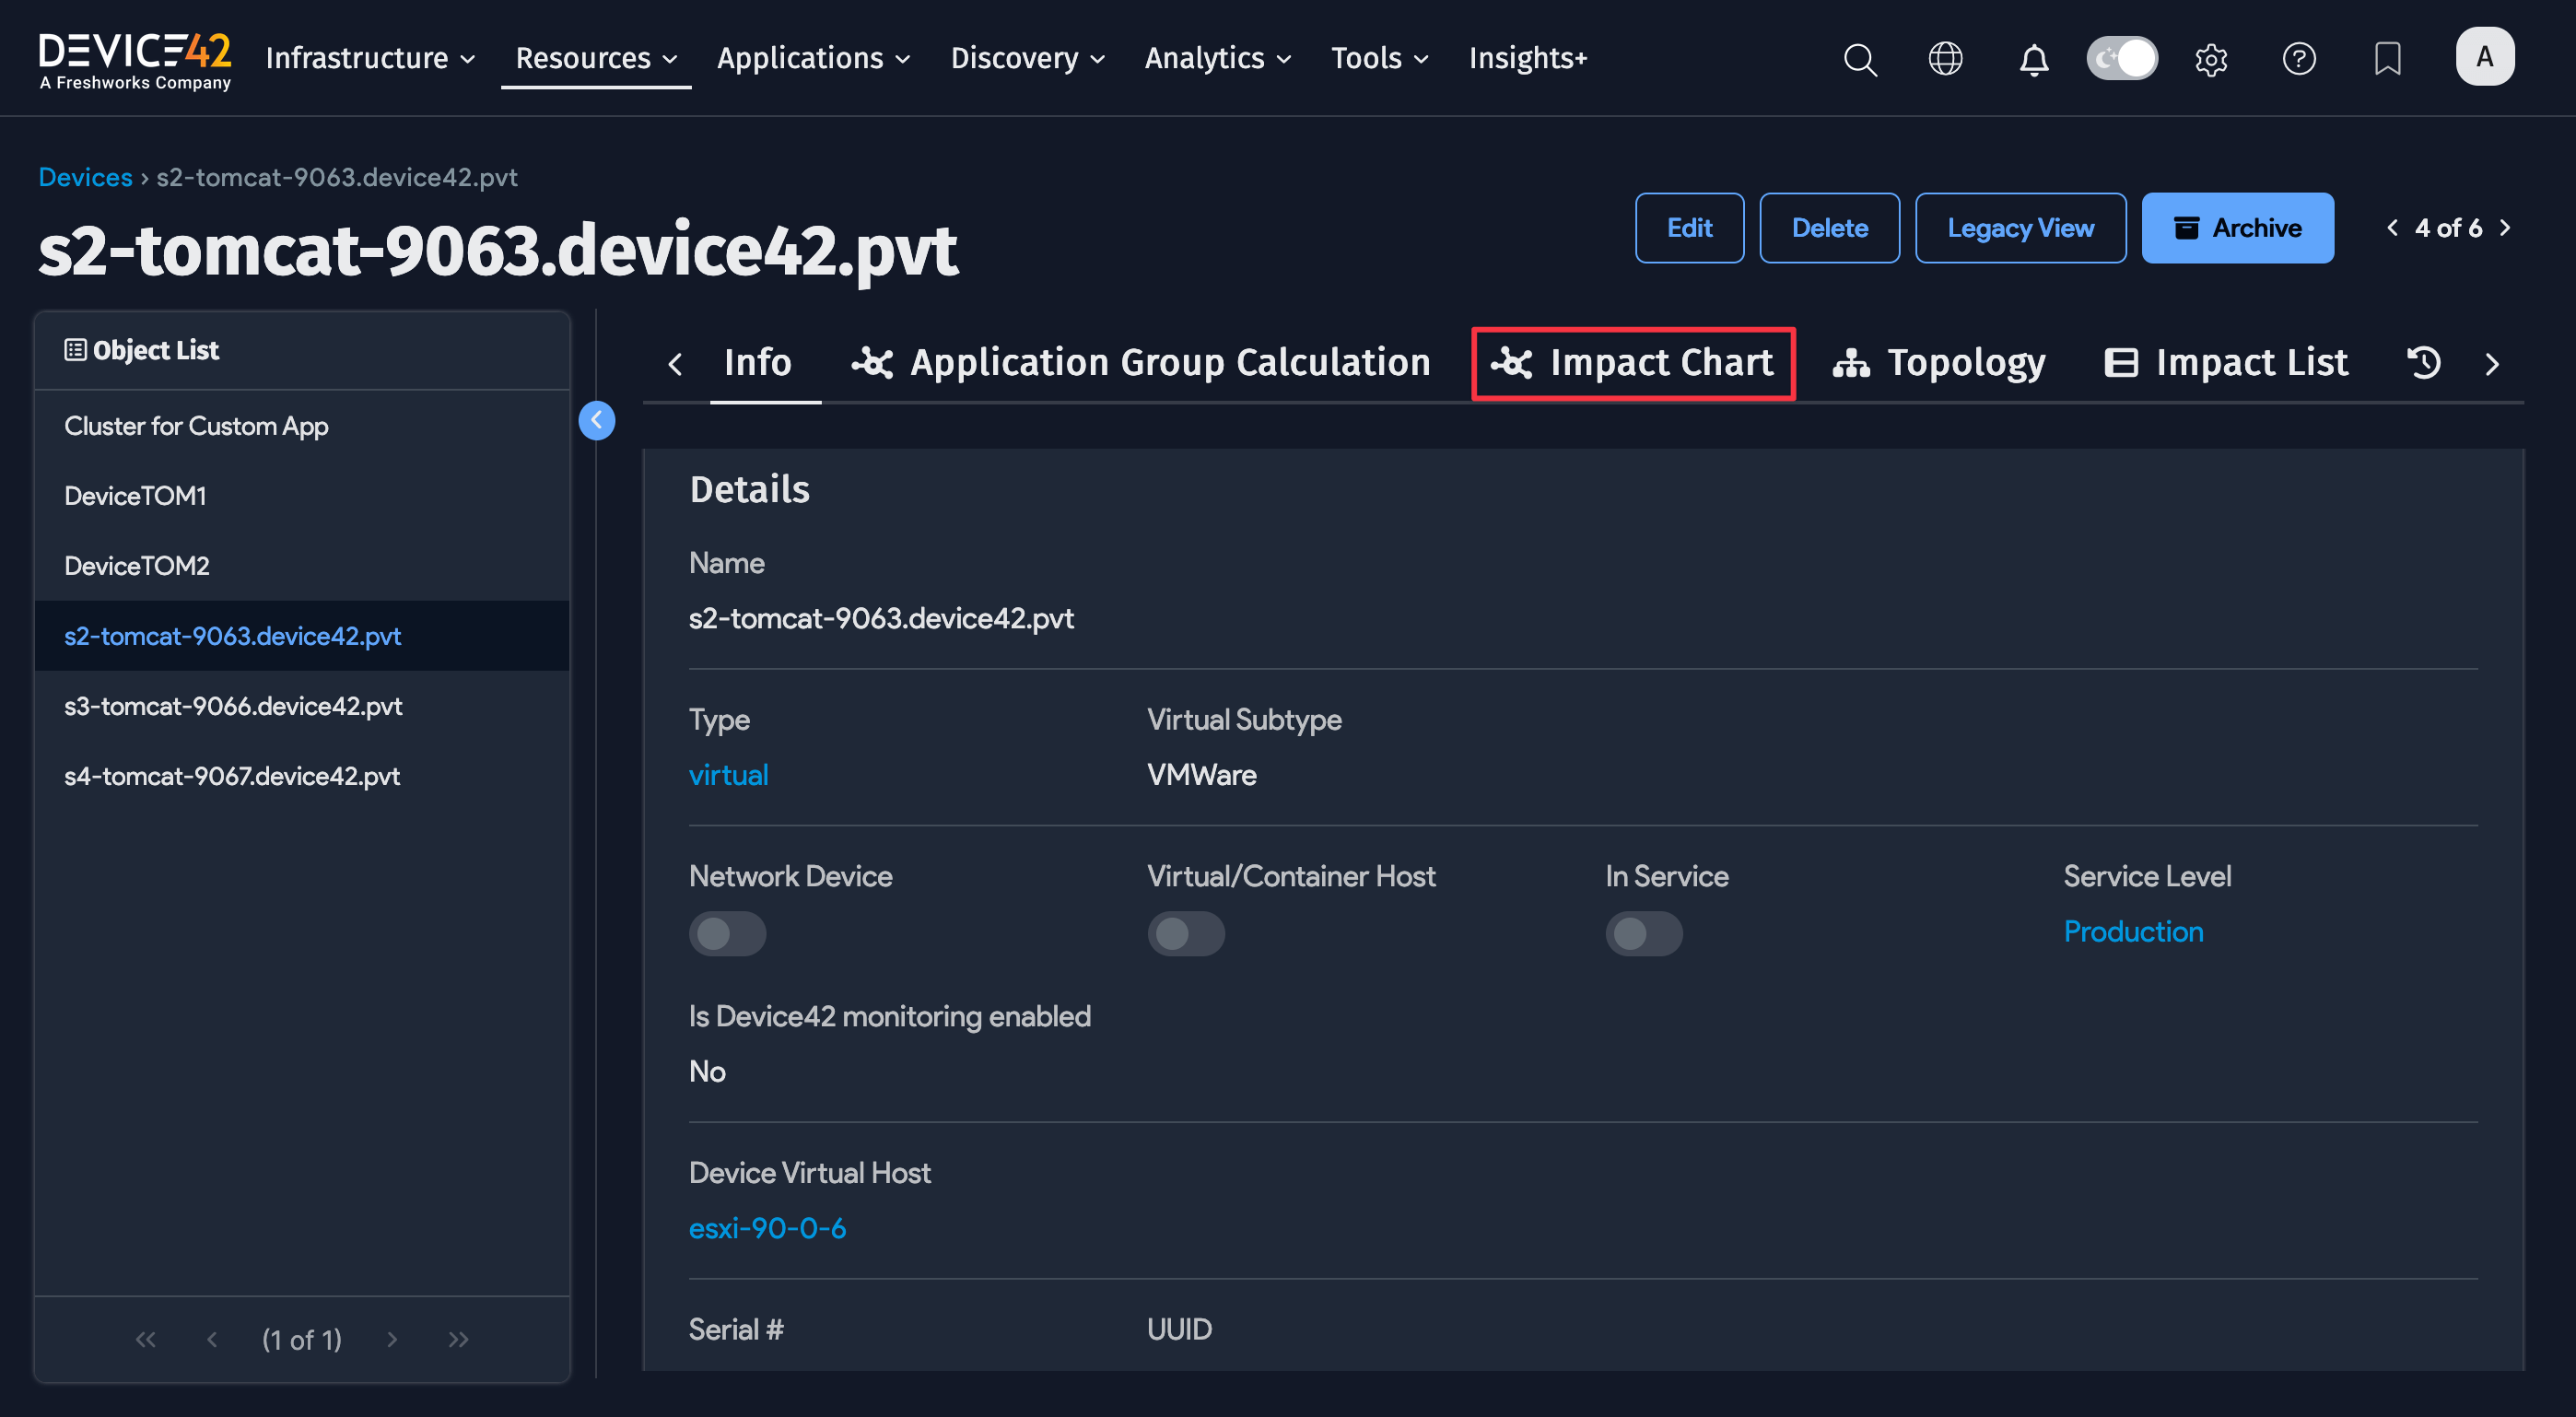 DEVICE42
A Freshworks Company
Infrastructure Resources Applications Discovery Analytics Tools Insights+
A
Devices › s2-tomcat-9063.device42.pvt
s2-tomcat-9063.device42.pvt
Edit Delete Legacy View Archive 4 of 6
Object List
Cluster for Custom App
DeviceTOM1
DeviceTOM2
s2-tomcat-9063.device42.pvt
s3-tomcat-9066.device42.pvt
s4-tomcat-9067.device42.pvt
(1 of 1)
Info Application Group Calculation Impact Chart Topology Impact List
Details
Name
s2-tomcat-9063.device42.pvt
Type Virtual Subtype
virtual VMWare
Network Device Virtual/Container Host In Service Service Level
Production
Is Device42 monitoring enabled
No
Device Virtual Host
esxi-90-0-6
Serial # UUID